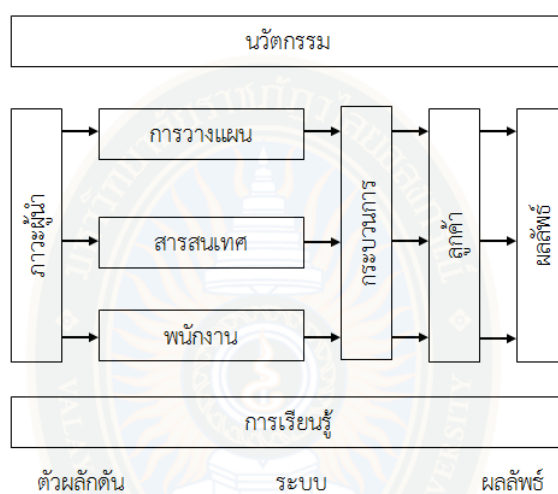 นวัตกรรม
ภาวะผู้นำ
การวางแผน
สารสนเทศ
พนักงาน
กระบวนการ
ลูกค้า
ผลลัพธ์
การเรียนรู้
ตัวผลักดัน ระบบ ผลลัพธ์